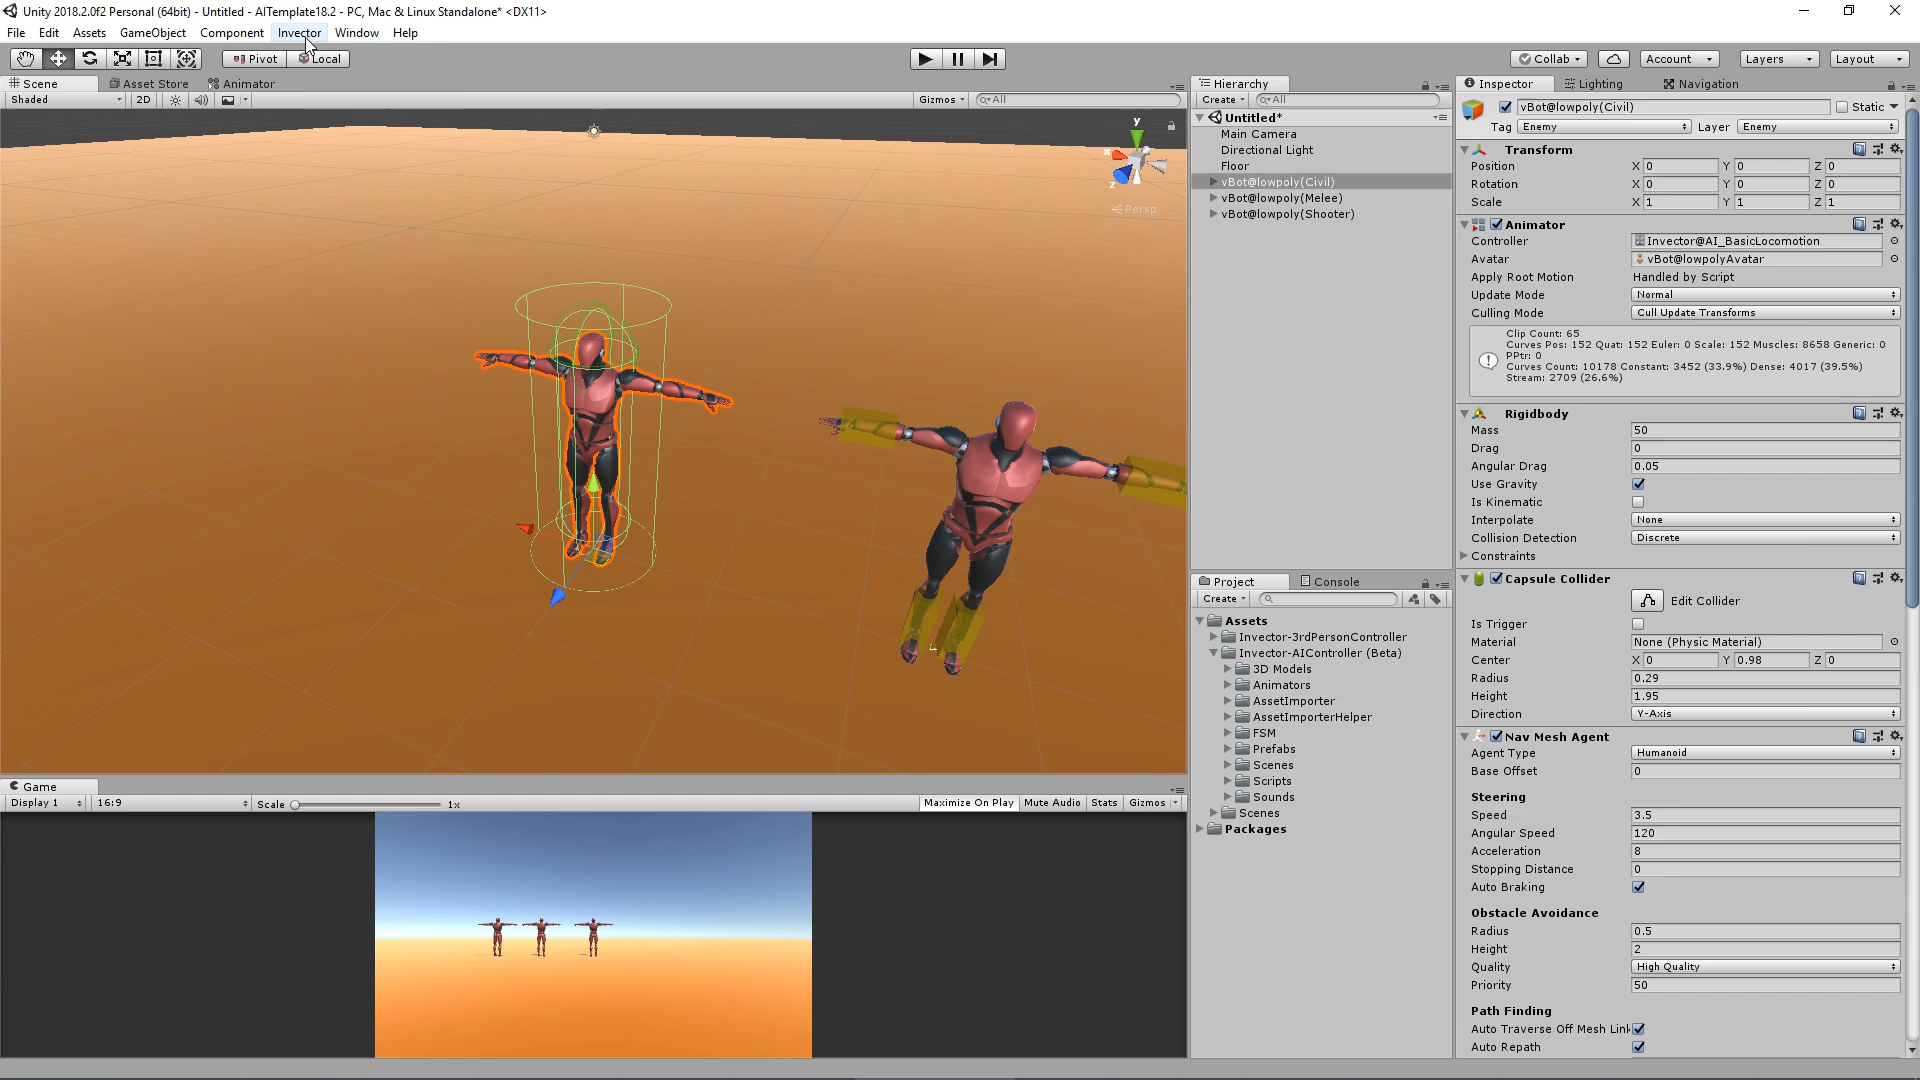 Unity 2018.2.0f2 Personal (64bit) - Untitled - AITemplate18.2 - PC, Mac & Linux Standalone* <DX11>
File Edit Assets GameObject Component Invector Window Help
Pivot Local Collab Account Layers Layout
Scene Asset Store Animator
Shaded 2D Gizmos All
y
x
z
Persp
Game
Display 1 16:9 Scale 1x Maximize On Play Mute Audio Stats Gizmos
Hierarchy
Create All
Untitled*
Main Camera
Directional Light
Floor
vBot@lowpoly(Civil)
vBot@lowpoly(Melee)
vBot@lowpoly(Shooter)
Project Console
Create
Assets
Invector-3rdPersonController
Invector-AIController (Beta)
3D Models
Animators
AssetImporter
AssetImporterHelper
FSM
Prefabs
Scenes
Scripts
Sounds
Scenes
Packages
Inspector Lighting Navigation
vBot@lowpoly(Civil) Static
Tag Enemy Layer Enemy
Transform
Position X 0 Y 0 Z 0
Rotation X 0 Y 0 Z 0
Scale X 1 Y 1 Z 1
Animator
Controller Invector@AI_BasicLocomotion
Avatar vBot@lowpolyAvatar
Apply Root Motion Handled by Script
Update Mode Normal
Culling Mode Cull Update Transforms
Clip Count: 65
Curves Pos: 152 Quat: 152 Euler: 0 Scale: 152 Muscles: 8658 Generic: 0
PPtr: 0
Curves Count: 10178 Constant: 3452 (33.9%) Dense: 4017 (39.5%)
Stream: 2709 (26.6%)
Rigidbody
Mass 50
Drag 0
Angular Drag 0.05
Use Gravity
Is Kinematic
Interpolate None
Collision Detection Discrete
Constraints
Capsule Collider
Edit Collider
Is Trigger
Material None (Physic Material)
Center X 0 Y 0.98 Z 0
Radius 0.29
Height 1.95
Direction Y-Axis
Nav Mesh Agent
Agent Type Humanoid
Base Offset 0
Steering
Speed 3.5
Angular Speed 120
Acceleration 8
Stopping Distance 0
Auto Braking
Obstacle Avoidance
Radius 0.5
Height 2
Quality High Quality
Priority 50
Path Finding
Auto Traverse Off Mesh Link
Auto Repath